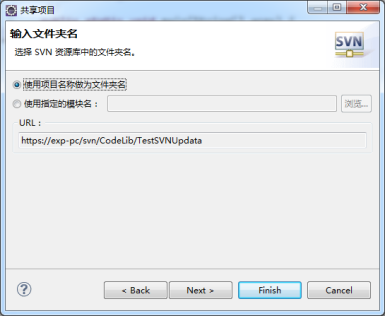 共享项目
输入文件夹名
选择 SVN 资源库中的文件夹名。
SVN
使用项目名称做为文件夹名
使用指定的模块名：
浏览...
URL：
https://exp-pc/svn/CodeLib/TestSVNUpdata
?
< Back
Next >
Finish
Cancel